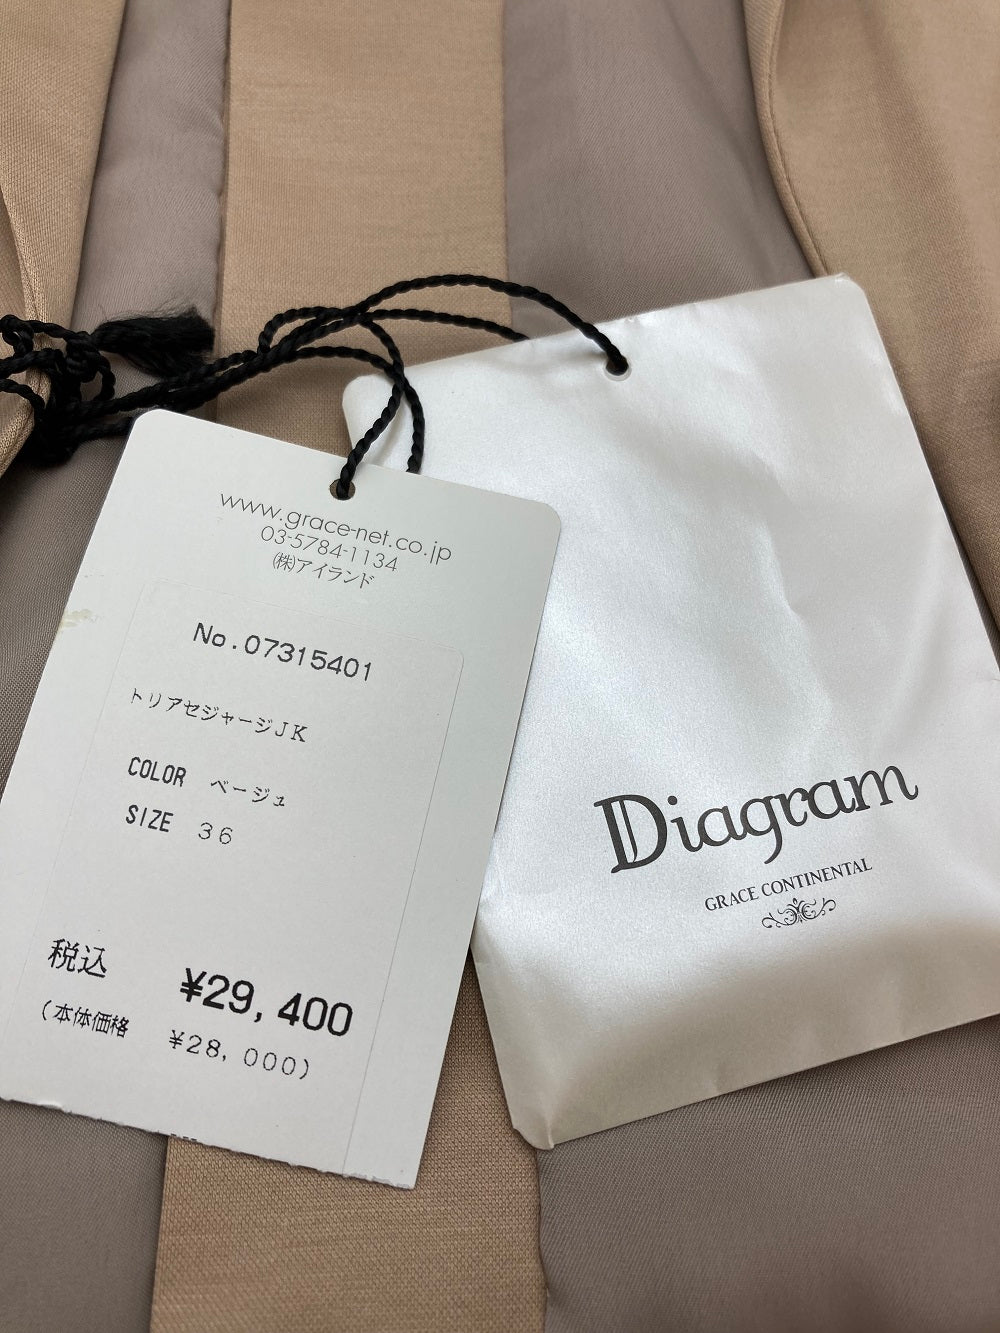 www.grace-net.co.jp
03-5784-1134
(株)アイランド
No.07315401
トリアセジャージJK
COLOR ベージュ
SIZE 36
税込 ¥29,400
(本体価格 ¥28,000)
Diagram
GRACE CONTINENTAL